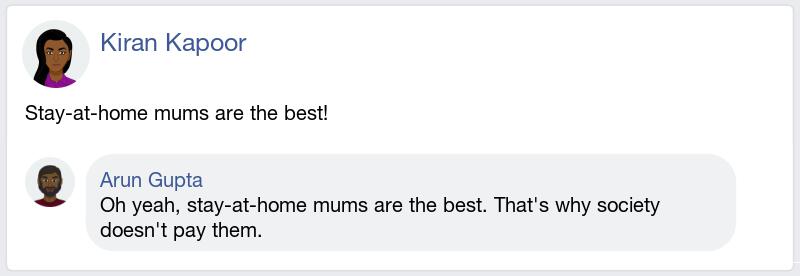 Kiran Kapoor
Stay-at-home mums are the best!
Arun Gupta
Oh yeah, stay-at-home mums are the best. That's why society
doesn't pay them.